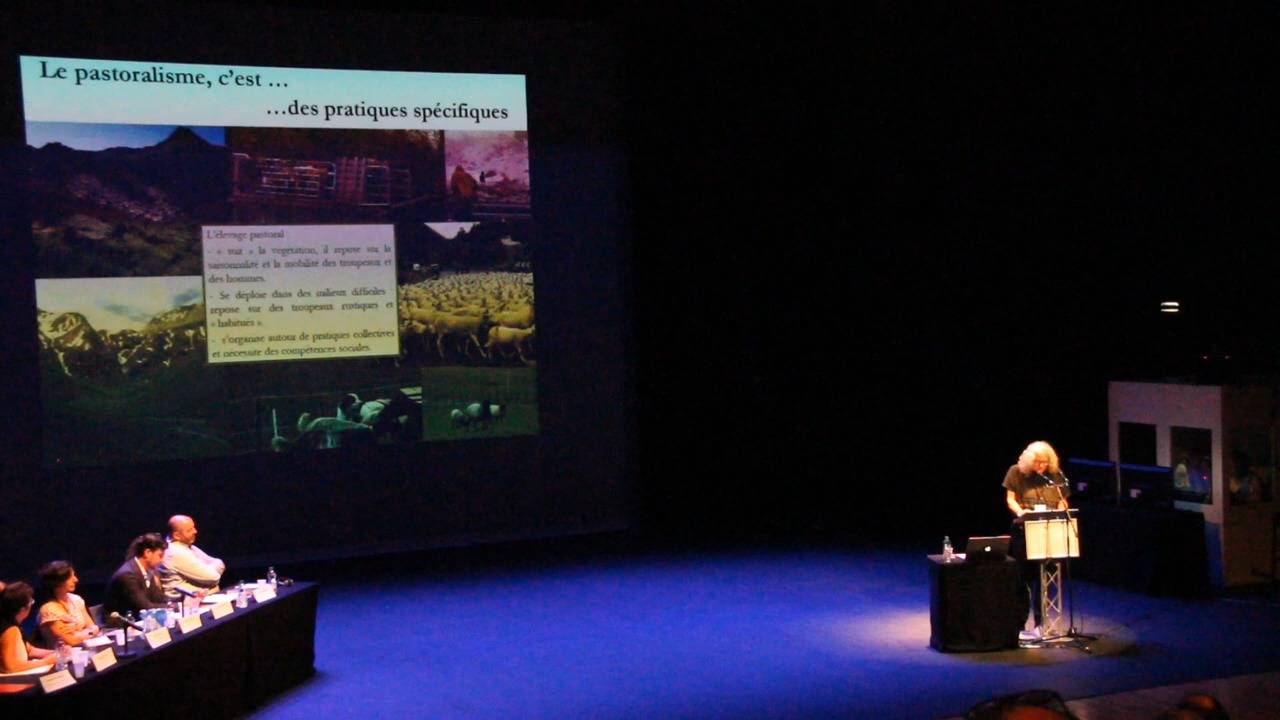 Le pastoralisme, c'est ...
...des pratiques spécifiques
L'élevage pastoral
- « suit » la végétation, il repose sur la
saisonnalité et la mobilité des troupeaux et
des hommes.
- Se déploie dans des milieux difficiles -
repose sur des troupeaux rustiques et
« habitués ».
- s'organise autour de pratiques collectives
et nécessite des compétences sociales.